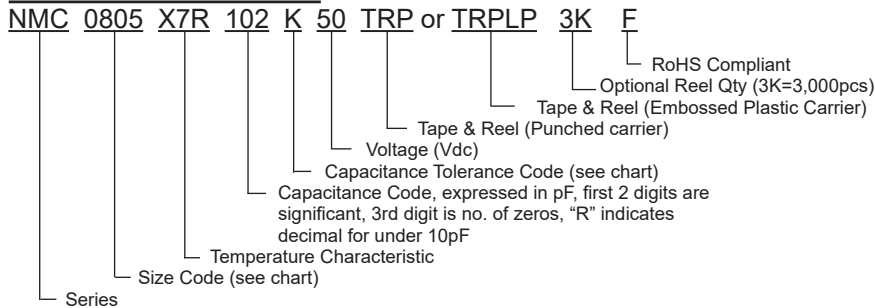 NMC 0805 X7R 102 K 50 TRP or TRPLP 3K F
RoHS Compliant
Optional Reel Qty (3K=3,000pcs)
Tape & Reel (Embossed Plastic Carrier)
Tape & Reel (Punched carrier)
Voltage (Vdc)
Capacitance Tolerance Code (see chart)
Capacitance Code, expressed in pF, first 2 digits are
significant, 3rd digit is no. of zeros, “R” indicates
decimal for under 10pF
Temperature Characteristic
Size Code (see chart)
Series